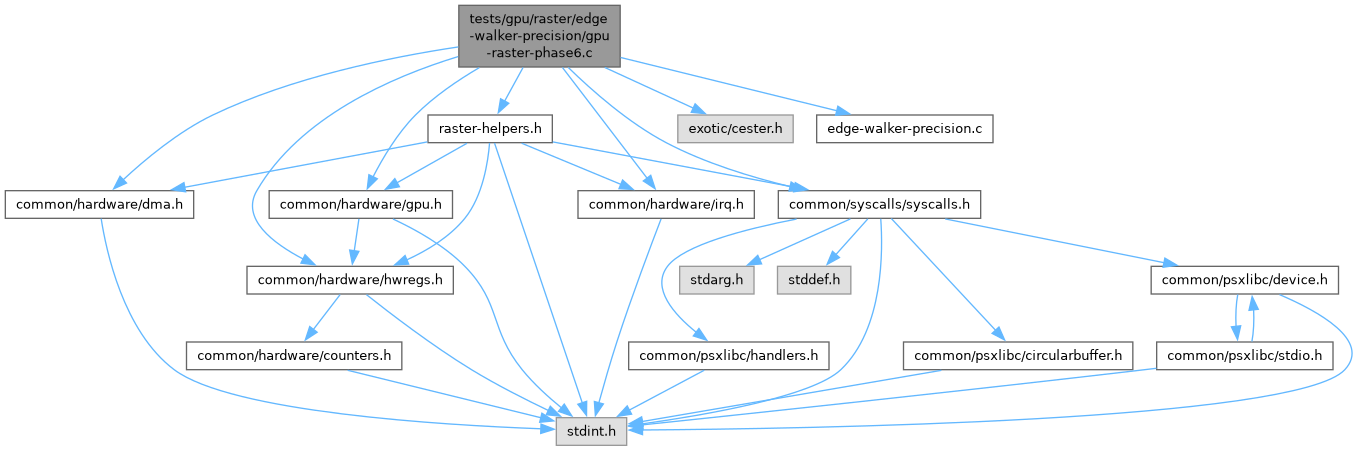 tests/gpu/raster/edge
-walker-precision/gpu
-raster-phase6.c
raster-helpers.h
exotic/cester.h
edge-walker-precision.c
common/hardware/dma.h
common/hardware/gpu.h
common/hardware/irq.h
common/syscalls/syscalls.h
common/hardware/hwregs.h
stdarg.h
stddef.h
common/psxlibc/device.h
common/hardware/counters.h
common/psxlibc/handlers.h
common/psxlibc/circularbuffer.h
common/psxlibc/stdio.h
stdint.h